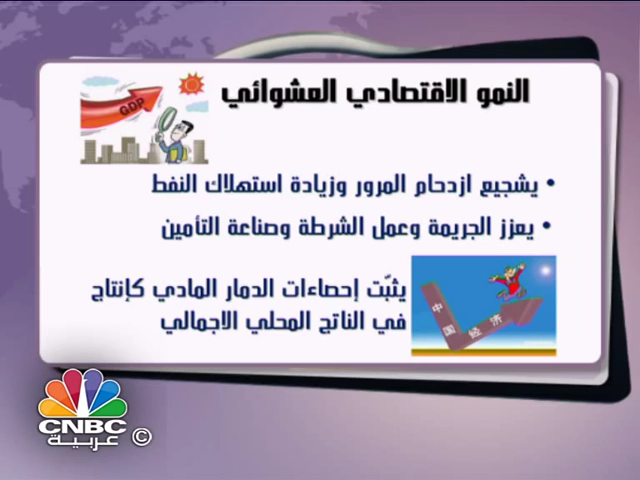 النمو الاقتصادي العشوائي
GDP
• يشجيع ازدحام المرور وزيادة استهلاك النفط
• يعزز الجريمة وعمل الشرطة وصناعة التأمين
يثبّت إحصاءات الدمار المادي كإنتاج
في الناتج المحلي الاجمالي
中国经济
CNBC
عربية ©